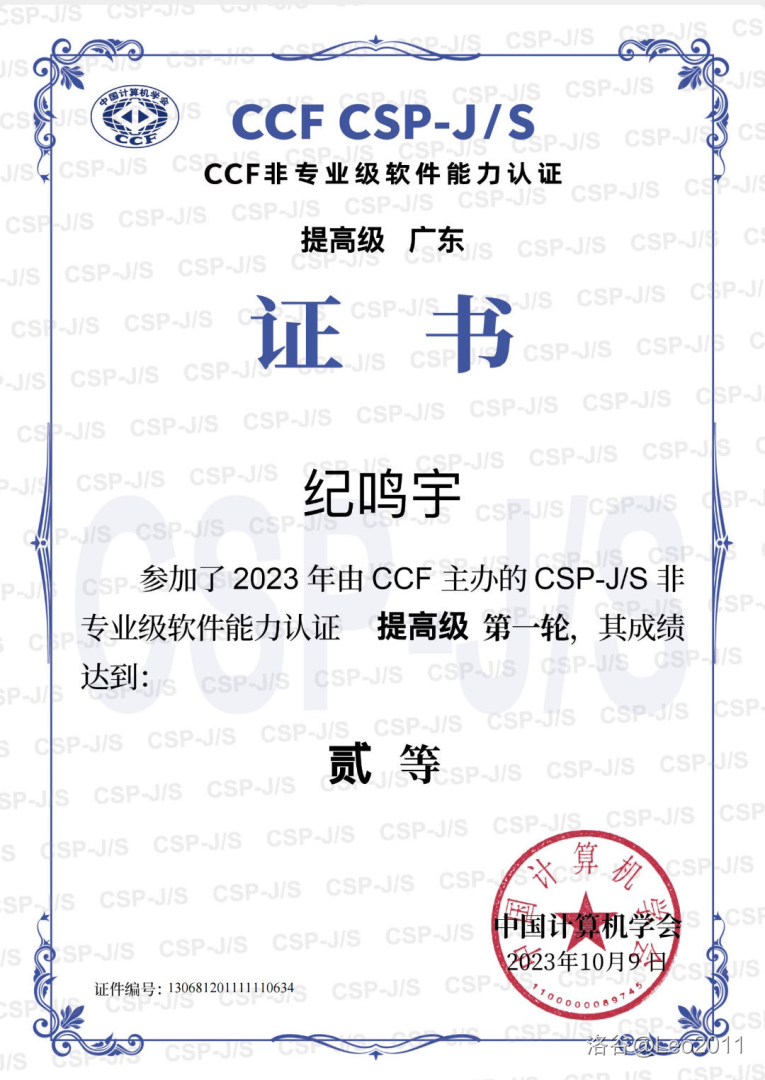 中国计算机学会
CCF
CCF CSP-J/S
CCF非专业级软件能力认证
提高级 广东
证 书
纪鸣宇
参加了 2023 年由 CCF 主办的 CSP-J/S 非
专业级软件能力认证 提高级 第一轮，其成绩
达到：
贰 等
中国计算机学会
中国计算机学会
2023年10月9日
1100000089745
证件编号：130681201111110634
洛谷@Leo2011
CSP-J/S